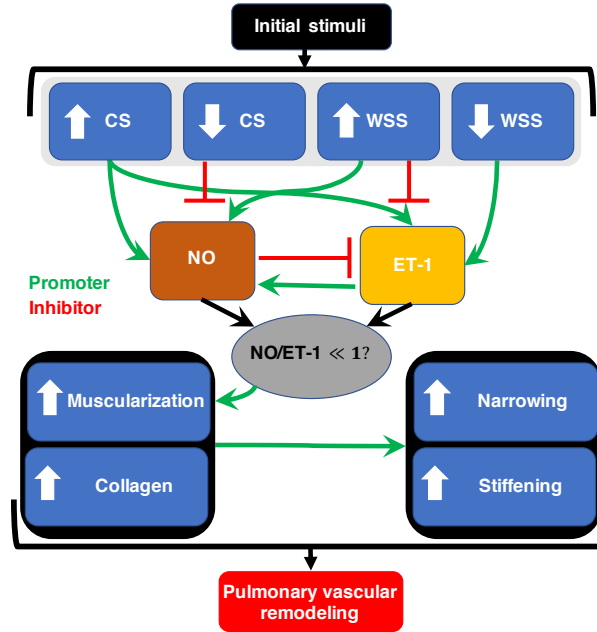 Initial stimuli
CS
CS
WSS
WSS
NO
ET-1
Promoter
Inhibitor
NO/ET-1 ≪ 1?
Muscularization
Narrowing
Collagen
Stiffening
Pulmonary vascular
remodeling